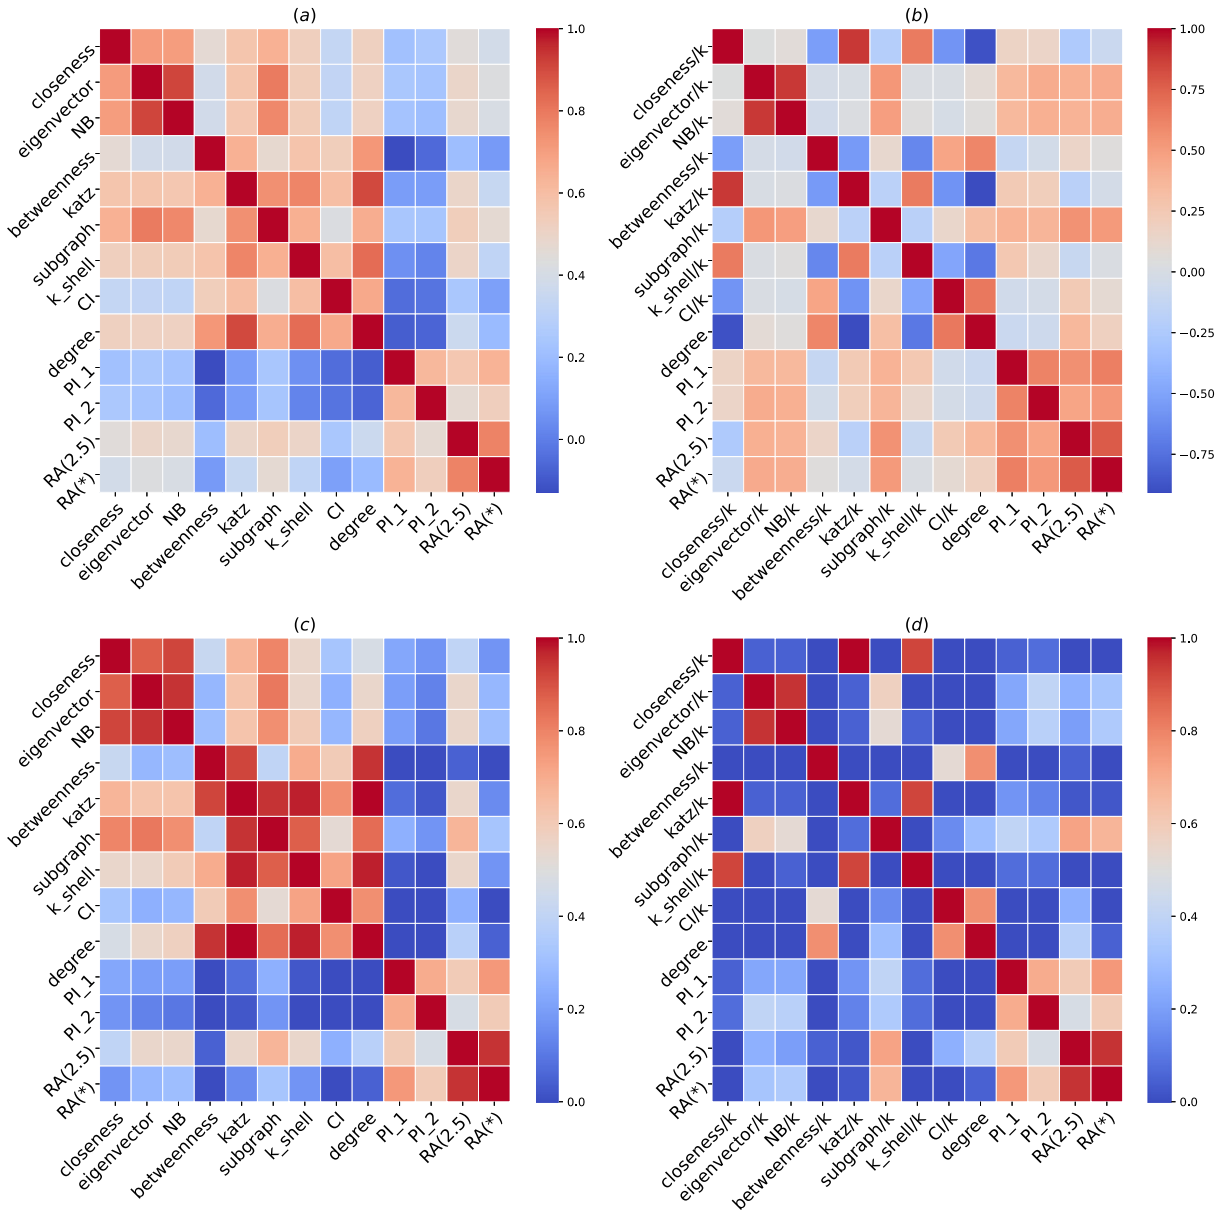 (a)
closeness
eigenvector
NB
betweenness
katz
subgraph
k_shell
CI
degree
PI_1
PI_2
RA(2.5)
RA(*)
closeness
eigenvector
NB
betweenness
katz
subgraph
k_shell
CI
degree
PI_1
PI_2
RA(2.5)
RA(*)
1.0
0.8
0.6
0.4
0.2
0.0
(b)
closeness/k
eigenvector/k
NB/k
betweenness/k
katz/k
subgraph/k
k_shell/k
CI/k
degree
PI_1
PI_2
RA(2.5)
RA(*)
closeness/k
eigenvector/k
NB/k
betweenness/k
katz/k
subgraph/k
k_shell/k
CI/k
degree
PI_1
PI_2
RA(2.5)
RA(*)
1.00
0.75
0.50
0.25
0.00
−0.25
−0.50
−0.75
(c)
closeness
eigenvector
NB
betweenness
katz
subgraph
k_shell
CI
degree
PI_1
PI_2
RA(2.5)
RA(*)
closeness
eigenvector
NB
betweenness
katz
subgraph
k_shell
CI
degree
PI_1
PI_2
RA(2.5)
RA(*)
1.0
0.8
0.6
0.4
0.2
0.0
(d)
closeness/k
eigenvector/k
NB/k
betweenness/k
katz/k
subgraph/k
k_shell/k
CI/k
degree
PI_1
PI_2
RA(2.5)
RA(*)
closeness/k
eigenvector/k
NB/k
betweenness/k
katz/k
subgraph/k
k_shell/k
CI/k
degree
PI_1
PI_2
RA(2.5)
RA(*)
1.0
0.8
0.6
0.4
0.2
0.0